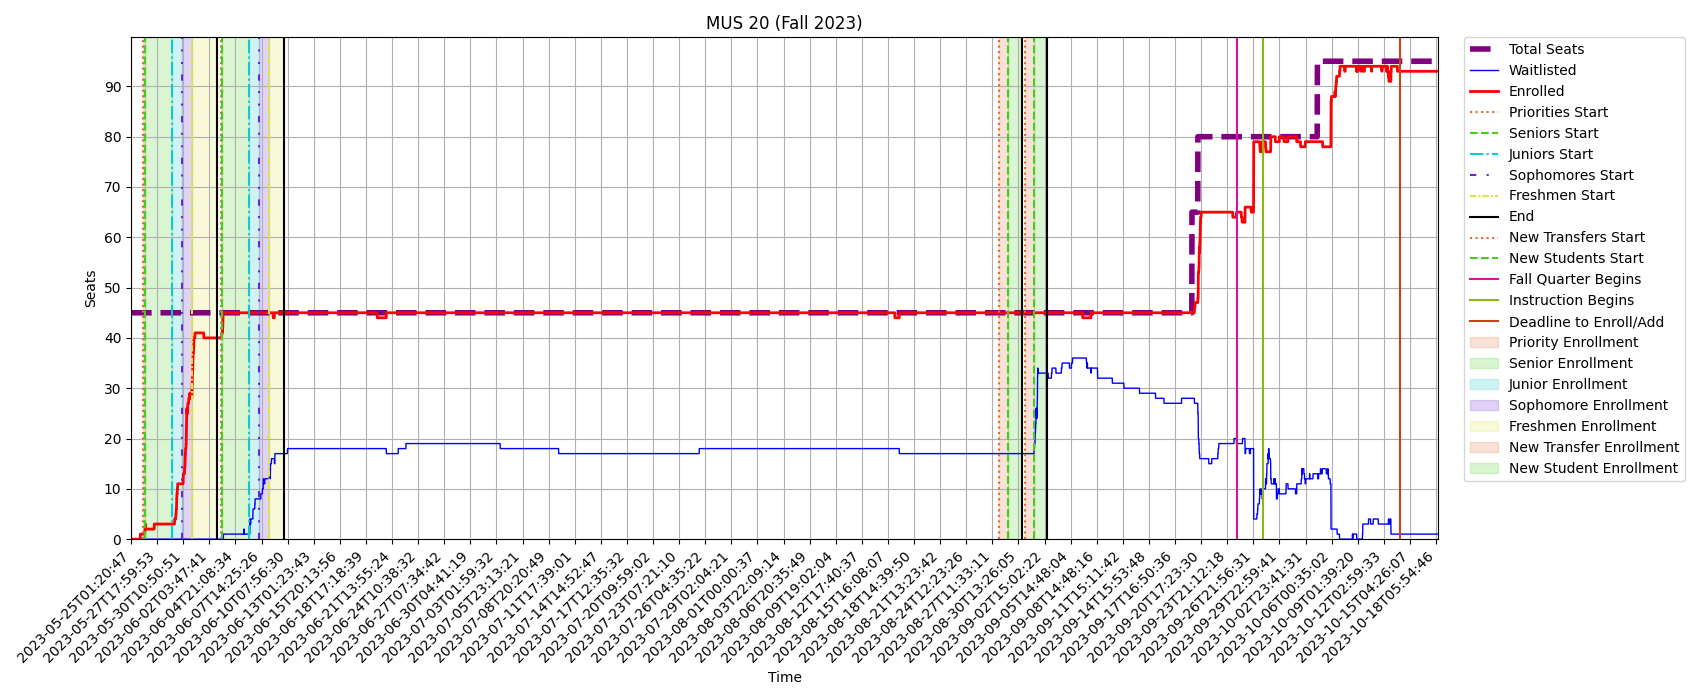 MUS 20 (Fall 2023)
Seats
90
80
70
60
50
40
30
20
10
0
2023-05-25T01:20:47
2023-05-27T17:59:53
2023-05-30T10:50:51
2023-06-02T03:47:41
2023-06-04T21:08:34
2023-06-07T14:25:26
2023-06-10T07:56:30
2023-06-13T01:23:43
2023-06-15T20:13:56
2023-06-18T17:18:39
2023-06-21T13:55:24
2023-06-24T10:38:32
2023-06-27T07:34:42
2023-06-30T04:41:19
2023-07-03T01:59:32
2023-07-05T23:13:21
2023-07-08T20:20:49
2023-07-11T17:39:01
2023-07-14T14:52:47
2023-07-17T12:35:32
2023-07-20T09:59:02
2023-07-23T07:21:10
2023-07-26T04:35:22
2023-07-29T02:04:21
2023-08-01T00:00:37
2023-08-03T22:09:14
2023-08-06T20:35:49
2023-08-09T19:02:04
2023-08-12T17:40:37
2023-08-15T16:08:07
2023-08-18T14:39:50
2023-08-21T13:23:42
2023-08-24T12:23:26
2023-08-27T11:33:11
2023-08-30T13:26:05
2023-09-02T15:02:22
2023-09-05T14:48:04
2023-09-08T14:48:16
2023-09-11T15:11:42
2023-09-14T15:53:48
2023-09-17T16:50:36
2023-09-20T17:23:30
2023-09-23T21:12:18
2023-09-26T21:56:31
2023-09-29T22:59:41
2023-10-02T23:41:31
2023-10-06T00:35:02
2023-10-09T01:39:20
2023-10-12T02:59:33
2023-10-15T04:26:07
2023-10-18T05:54:46
Time
Total Seats
Waitlisted
Enrolled
Priorities Start
Seniors Start
Juniors Start
Sophomores Start
Freshmen Start
End
New Transfers Start
New Students Start
Fall Quarter Begins
Instruction Begins
Deadline to Enroll/Add
Priority Enrollment
Senior Enrollment
Junior Enrollment
Sophomore Enrollment
Freshmen Enrollment
New Transfer Enrollment
New Student Enrollment